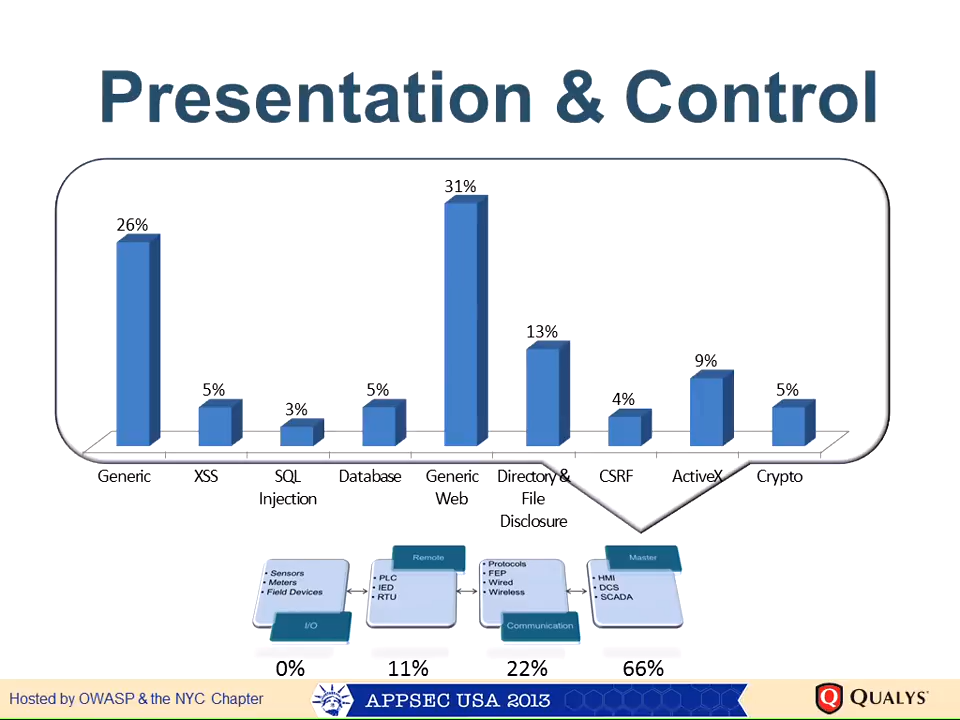 Presentation & Control
31%
26%
13%
9%
5%
5%
4%
5%
3%
Generic
XSS
SQL
Injection
Database
Generic
Web
Directory &
File
Disclosure
CSRF
ActiveX
Crypto
• Sensors
• Meters
• Field Devices
I/O
Remote
• PLC
• IED
• RTU
• Protocols
• FEP
• Wired
• Wireless
Communication
Master
• HMI
• DCS
• SCADA
0%
11%
22%
66%
Hosted by OWASP & the NYC Chapter
APPSEC USA 2013
QUALYS